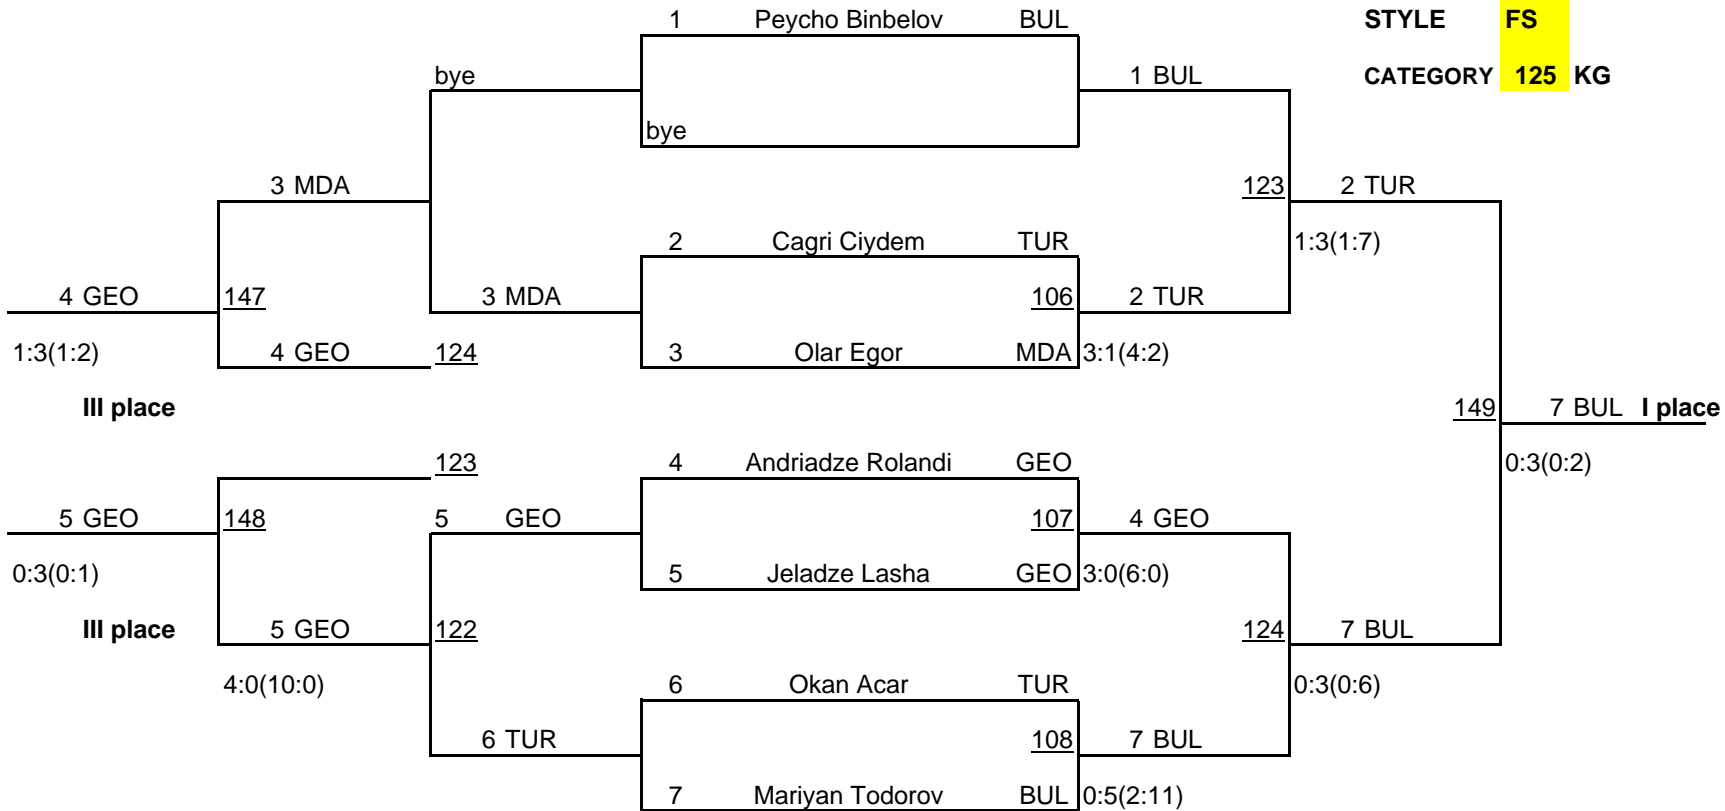 1 Peycho Binbelov BUL STYLE FS
bye 1 BUL CATEGORY 125 KG
bye
3 MDA 123 2 TUR
2 Cagri Ciydem TUR 1:3(1:7)
4 GEO 147 3 MDA 106 2 TUR
1:3(1:2) 4 GEO 124 3 Olar Egor MDA 3:1(4:2)
III place 149 7 BUL I place
123 4 Andriadze Rolandi GEO 0:3(0:2)
5 GEO 148 5 GEO 107 4 GEO
0:3(0:1) 5 Jeladze Lasha GEO 3:0(6:0)
III place 5 GEO 122 124 7 BUL
4:0(10:0) 6 Okan Acar TUR 0:3(0:6)
6 TUR 108 7 BUL
7 Mariyan Todorov BUL 0:5(2:11)